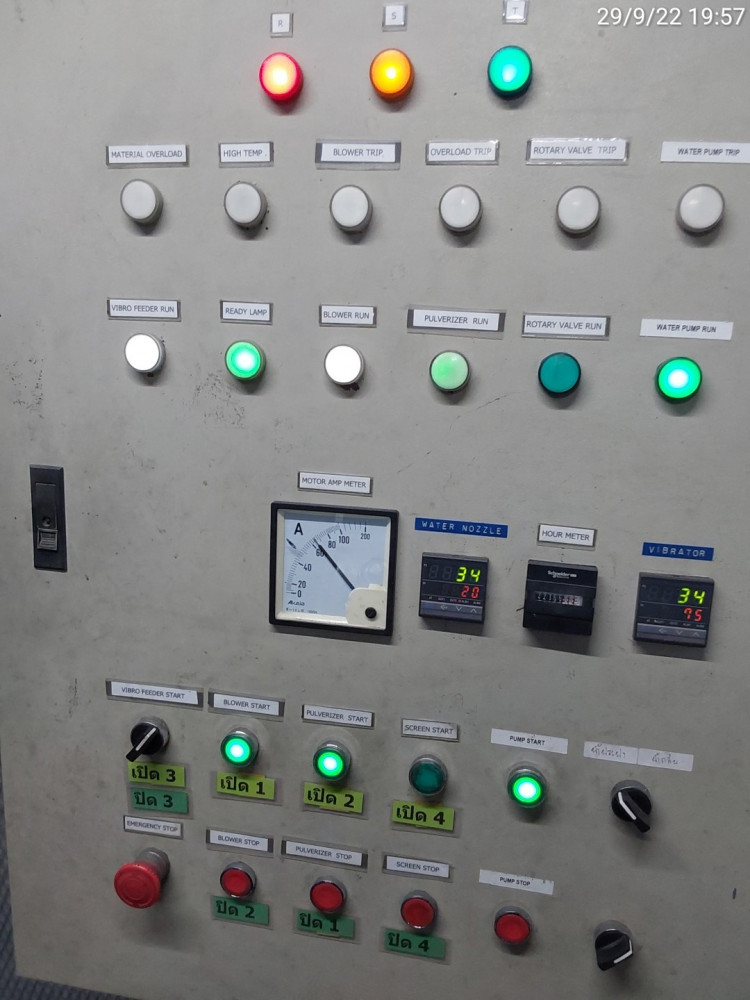 29/9/22 19:57
R
S
T
MATERIAL OVERLOAD
HIGH TEMP
BLOWER TRIP
OVERLOAD TRIP
ROTARY VALVE TRIP
WATER PUMP TRIP
VIBRO FEEDER RUN
READY LAMP
BLOWER RUN
PULVERIZER RUN
ROTARY VALVE RUN
WATER PUMP RUN
MOTOR AMP METER
WATER NOZZLE
HOUR METER
VIBRATOR
A
0
20
40
60
80
100
200
34
20
Schneider
34
75
VIBRO FEEDER START
BLOWER START
PULVERIZER START
SCREEN START
PUMP START
เปิด 3
เปิด 1
เปิด 2
เปิด 4
ปิด 3
EMERGENCY STOP
BLOWER STOP
PULVERIZER STOP
SCREEN STOP
PUMP STOP
ปิด 2
ปิด 1
ปิด 4